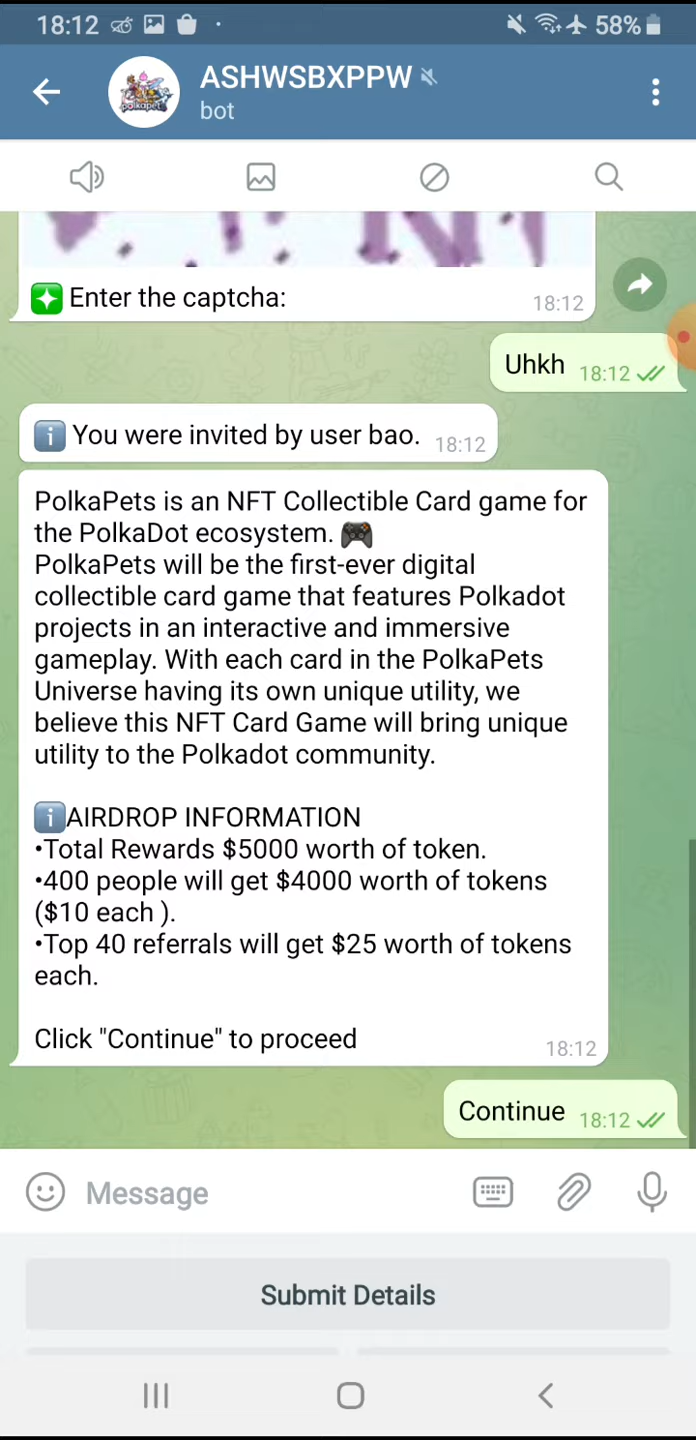 18:12
58%
ASHWSBXPPW
bot
polkapets
Enter the captcha:
18:12
Uhkh
18:12
You were invited by user bao.
18:12
PolkaPets is an NFT Collectible Card game for
the PolkaDot ecosystem. 🎮
PolkaPets will be the first-ever digital
collectible card game that features Polkadot
projects in an interactive and immersive
gameplay. With each card in the PolkaPets
Universe having its own unique utility, we
believe this NFT Card Game will bring unique
utility to the Polkadot community.
ℹ️AIRDROP INFORMATION
•Total Rewards $5000 worth of token.
•400 people will get $4000 worth of tokens
($10 each ).
•Top 40 referrals will get $25 worth of tokens
each.
Click "Continue" to proceed
18:12
Continue
18:12
Message
Submit Details